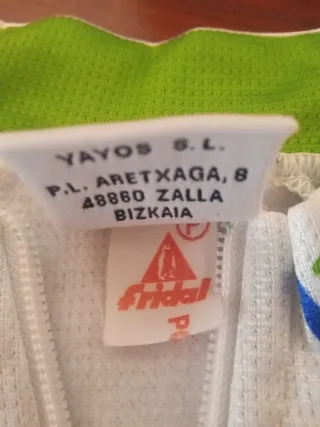 YAYOS S.L.
P.L. ARETXAGA, 8
48860 ZALLA
BIZKAIA
P
fridal